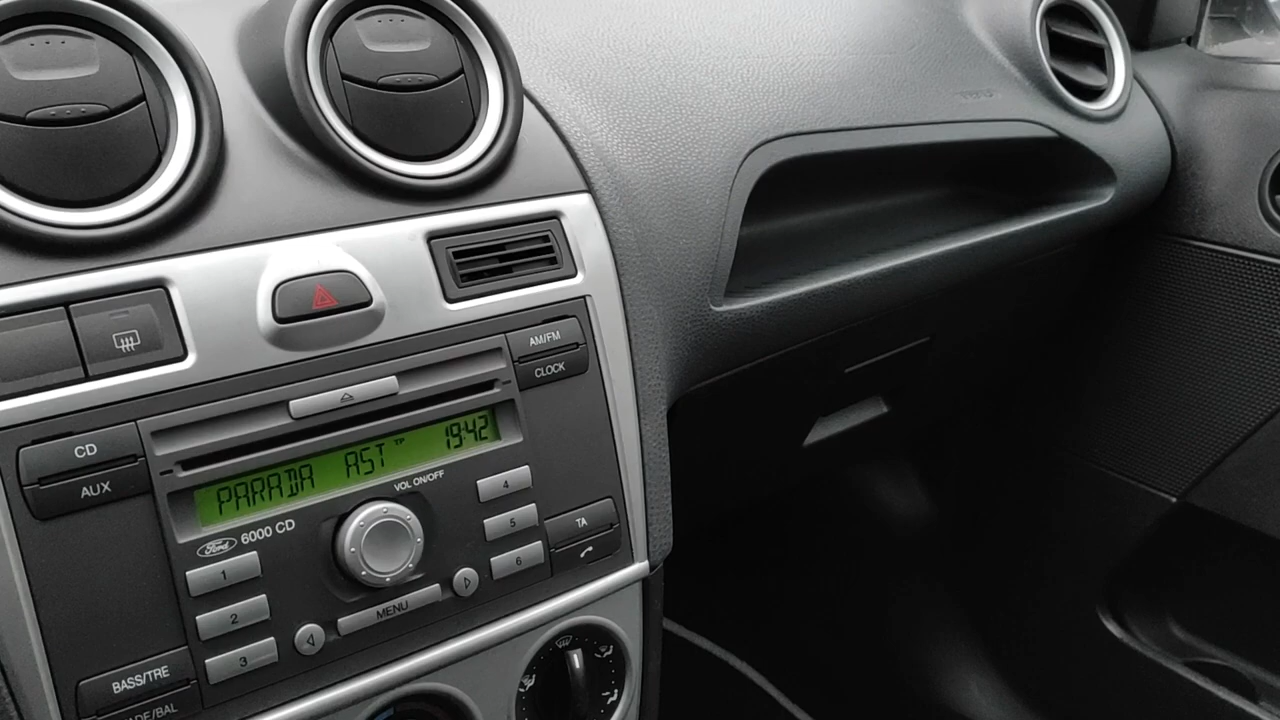 AM/FM
CLOCK
CD
AUX
PARADA AST TP 19:42
VOL ON/OFF
Ford 6000 CD
1
2
3
4
5
6
TA
MENU
BASS/TRE